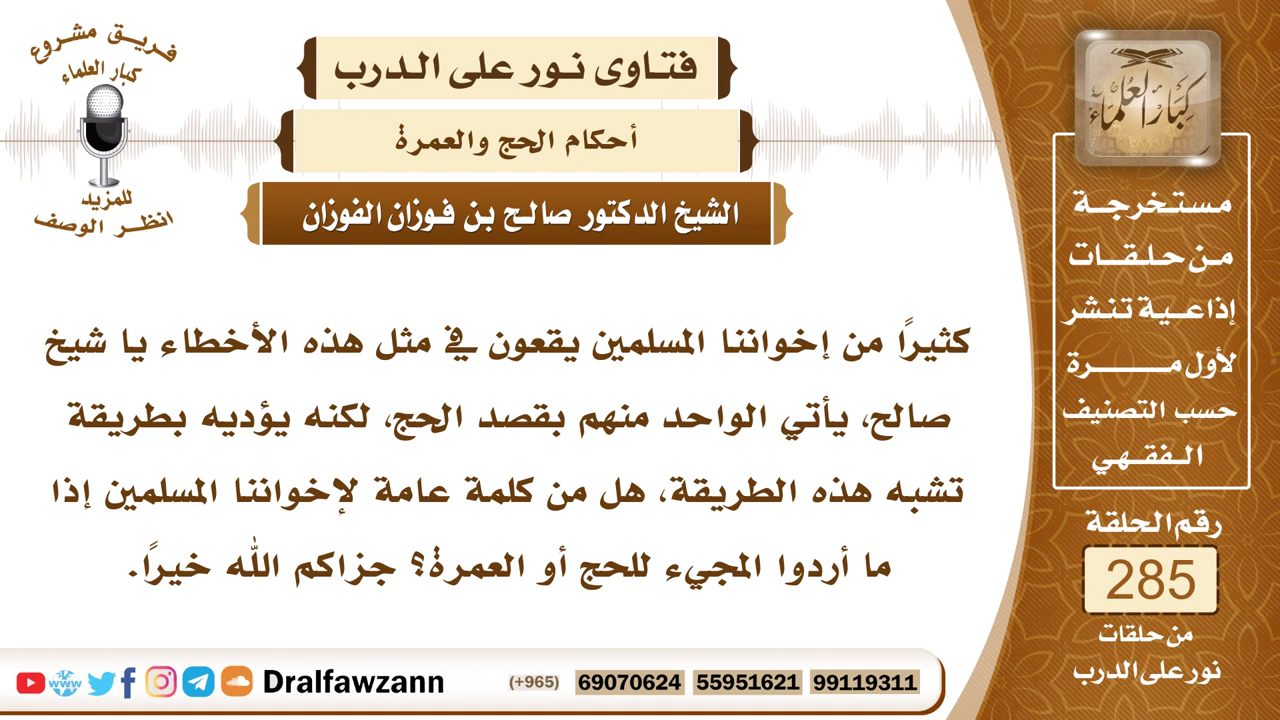 فريق مشروع
كبار العلماء
للمزيد
انظر الوصف
فتاوى نور على الدرب
أحكام الحج والعمرة
الشيخ الدكتور صالح بن فوزان الفوزان
كثيرًا من إخواننا المسلمين يقعون في مثل هذه الأخطاء يا شيخ
صالح، يأتي الواحد منهم بقصد الحج، لكنه يؤديه بطريقة
تشبه هذه الطريقة، هل من كلمة عامة لإخواننا المسلمين إذا
ما أردوا المجيء للحج أو العمرة؟ جزاكم الله خيرًا.
كبار العلماء
مستخرجة
من حلقات
إذاعية تنشر
لأول مرة
حسب التصنيف
الفقهي
رقم الحلقة
285
من حلقات
نور على الدرب
www
Dralfawzann
(+965) 69070624 55951621 99119311